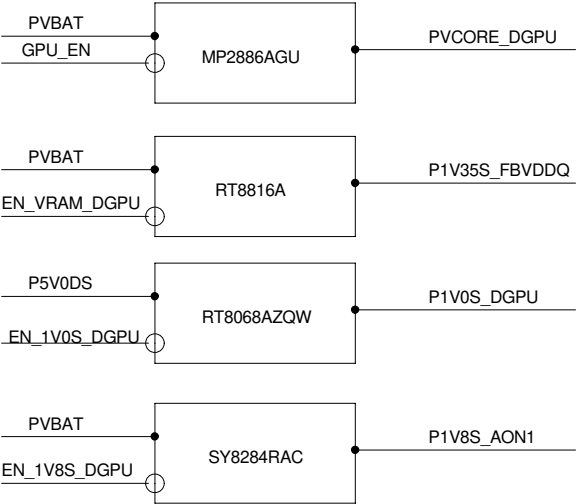 PVBAT
GPU_EN
MP2886AGU
PVCORE_DGPU
PVBAT
EN_VRAM_DGPU
RT8816A
P1V35S_FBVDDQ
P5V0DS
EN_1V0S_DGPU
RT8068AZQW
P1V0S_DGPU
PVBAT
EN_1V8S_DGPU
SY8284RAC
P1V8S_AON1